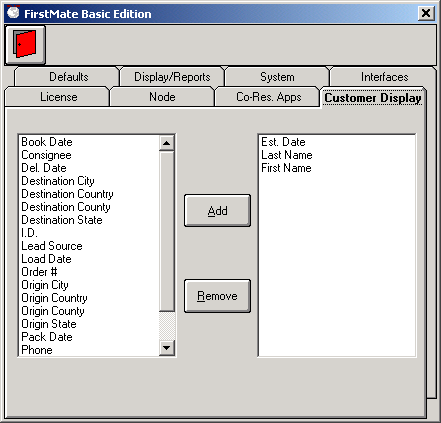 FirstMate Basic Edition
Defaults Display/Reports System Interfaces
License Node Co-Res. Apps Customer Display
Book Date
Consignee
Del. Date
Destination City
Destination Country
Destination County
Destination State
I.D.
Lead Source
Load Date
Order #
Origin City
Origin Country
Origin County
Origin State
Pack Date
Phone
Add
Remove
Est. Date
Last Name
First Name